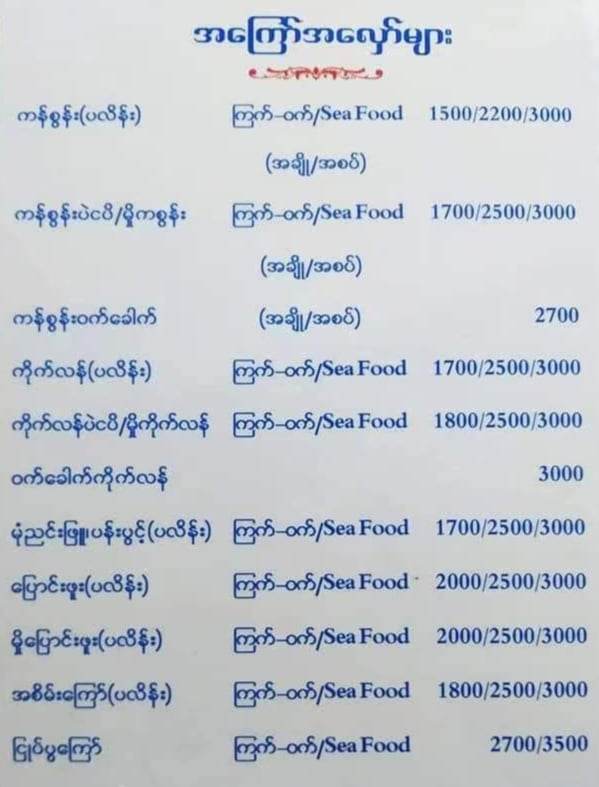 အကြော်အလှော်များ
ကန်စွန်း(ပလိန်း) ကြက်-ဝက်/Sea Food 1500/2200/3000
(အချို/အစပ်)
ကန်စွန်းပဲငပိ/မှိုကစွန်း ကြက်-ဝက်/Sea Food 1700/2500/3000
(အချို/အစပ်)
ကန်စွန်းဝက်ခေါက် (အချို/အစပ်) 2700
ကိုက်လန်(ပလိန်း) ကြက်-ဝက်/Sea Food 1700/2500/3000
ကိုက်လန်ပဲငပိ/မှိုကိုက်လန် ကြက်-ဝက်/Sea Food 1800/2500/3000
ဝက်ခေါက်ကိုက်လန် 3000
မုံညင်းဖြူ၊ပန်းပွင့်(ပလိန်း) ကြက်-ဝက်/Sea Food 1700/2500/3000
ပြောင်းဖူး(ပလိန်း) ကြက်-ဝက်/Sea Food 2000/2500/3000
မှိုပြောင်းဖူး(ပလိန်း) ကြက်-ဝက်/Sea Food 2000/2500/3000
အစိမ်းကြော်(ပလိန်း) ကြက်-ဝက်/Sea Food 1800/2500/3000
ငြုပ်ပွကြော် ကြက်-ဝက်/Sea Food 2700/3500